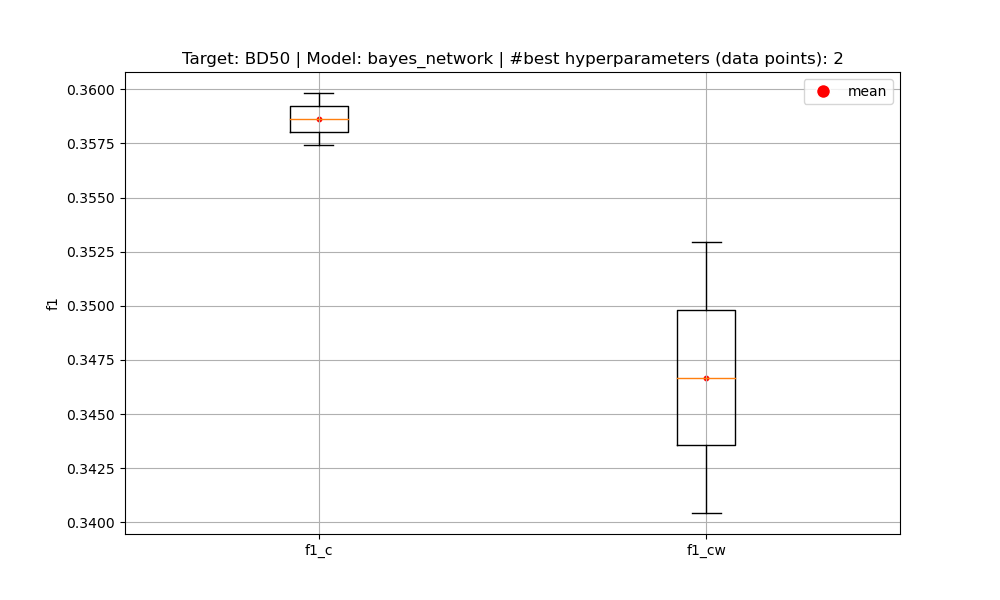 Target: BD50 | Model: bayes_network | #best hyperparameters (data points): 2
mean
0.3600
0.3575
0.3550
0.3525
0.3500
0.3475
0.3450
0.3425
0.3400
f1
f1_c
f1_cw